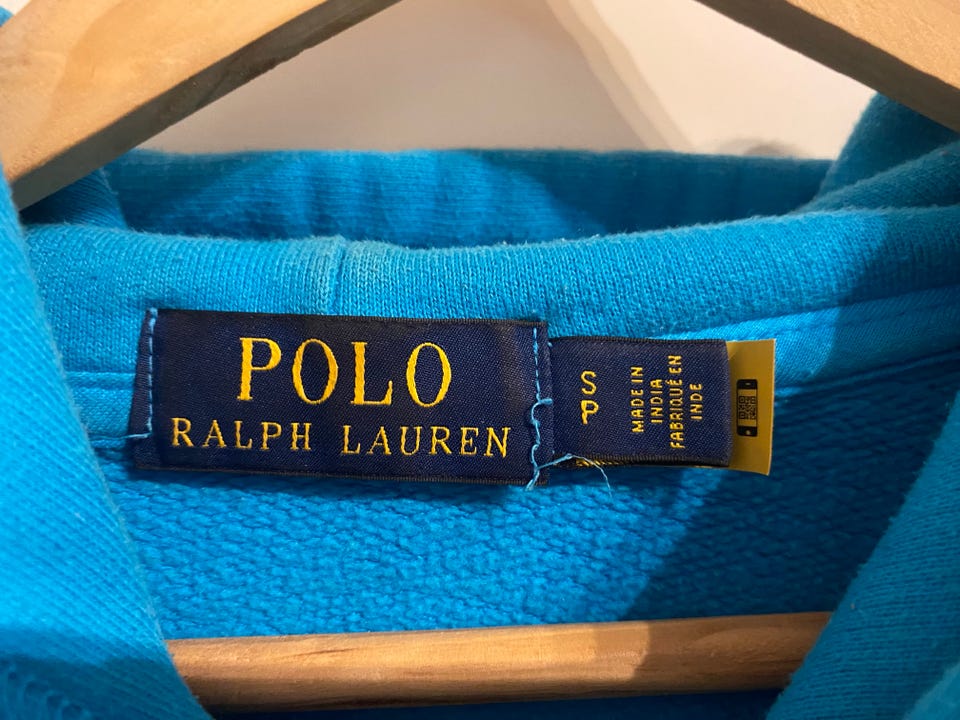 POLO
RALPH LAUREN
S
P
MADE IN
INDIA
FABRIQUÉ EN
INDE